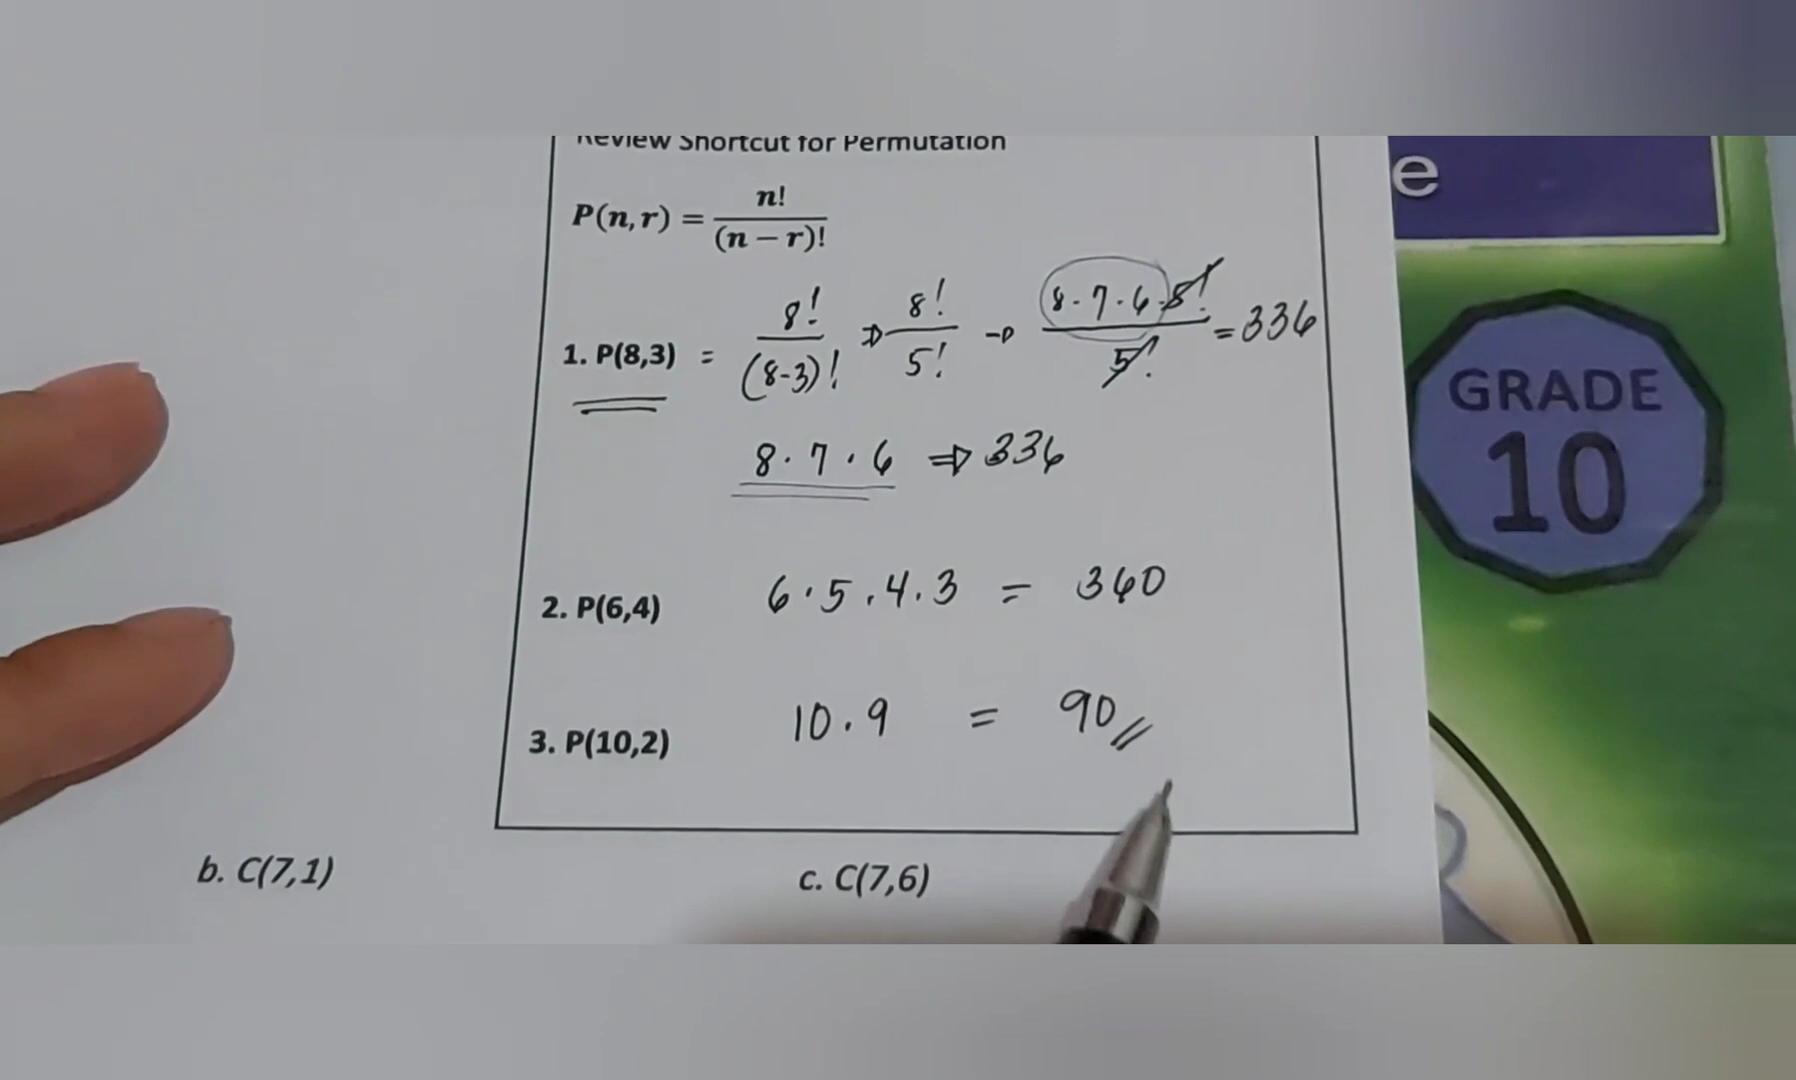 Review Shortcut for Permutation
P(n, r) = n! / (n − r)!
1. P(8,3) = 8! / (8-3)! ⇒ 8! / 5! → 8·7·6·5! / 5! = 336
8·7·6 ⇒ 336
2. P(6,4) 6·5·4·3 = 360
3. P(10,2) 10·9 = 90
b. C(7,1) c. C(7,6)
e
GRADE
10